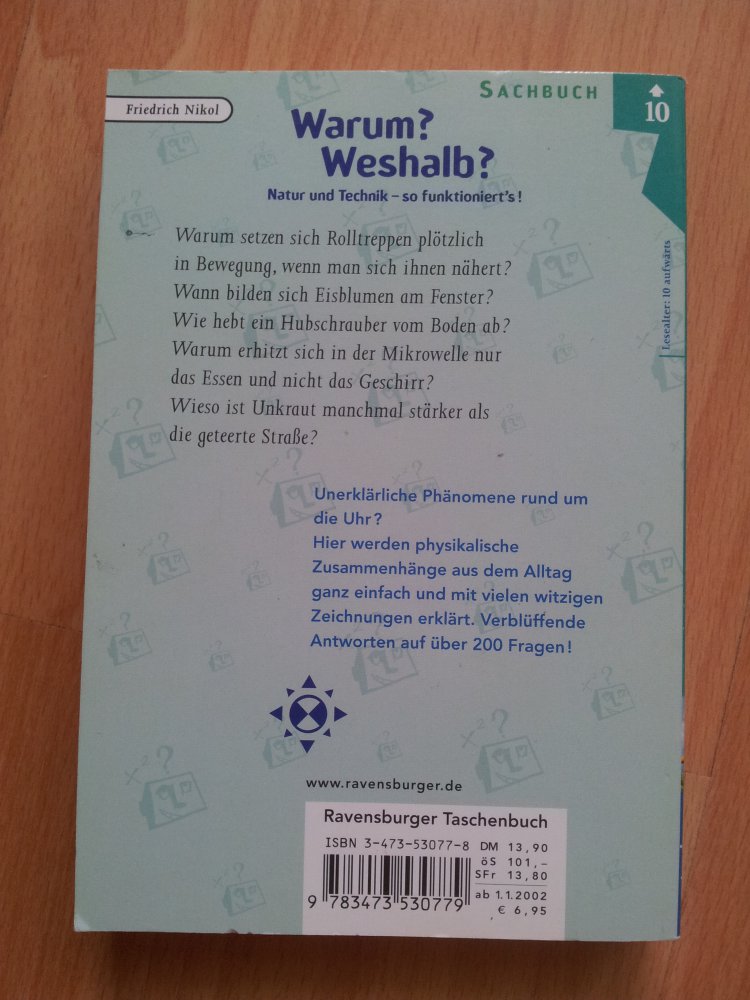 SACHBUCH
10
Friedrich Nikol
Warum?
Weshalb?
Natur und Technik – so funktioniert's!
Warum setzen sich Rolltreppen plötzlich
in Bewegung, wenn man sich ihnen nähert?
Wann bilden sich Eisblumen am Fenster?
Wie hebt ein Hubschrauber vom Boden ab?
Warum erhitzt sich in der Mikrowelle nur
das Essen und nicht das Geschirr?
Wieso ist Unkraut manchmal stärker als
die geteerte Straße?
Lesealter: 10 aufwärts
Unerklärliche Phänomene rund um
die Uhr?
Hier werden physikalische
Zusammenhänge aus dem Alltag
ganz einfach und mit vielen witzigen
Zeichnungen erklärt. Verblüffende
Antworten auf über 200 Fragen!
www.ravensburger.de
Ravensburger Taschenbuch
ISBN 3-473-53077-8 DM 13,90
öS 101,–
SFr 13,80
ab 1.1.2002
€ 6,95
9 783473 530779